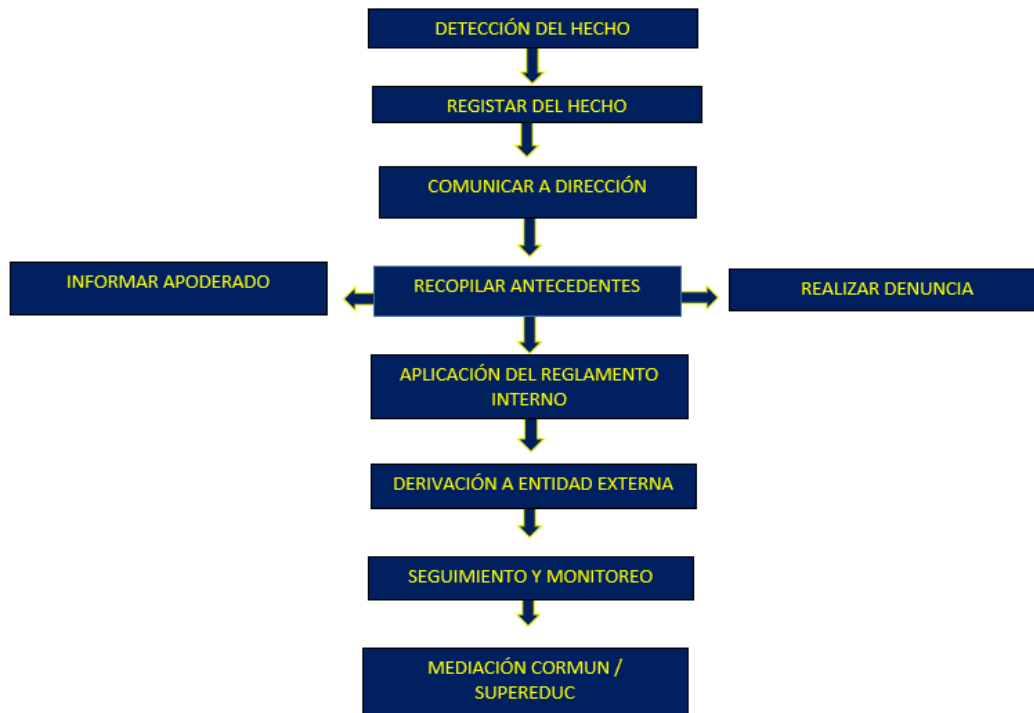 DETECCIÓN DEL HECHO
REGISTAR DEL HECHO
COMUNICAR A DIRECCIÓN
INFORMAR APODERADO
RECOPILAR ANTECEDENTES
REALIZAR DENUNCIA
APLICACIÓN DEL REGLAMENTO
INTERNO
DERIVACIÓN A ENTIDAD EXTERNA
SEGUIMIENTO Y MONITOREO
MEDIACIÓN CORMUN /
SUPEREDUC